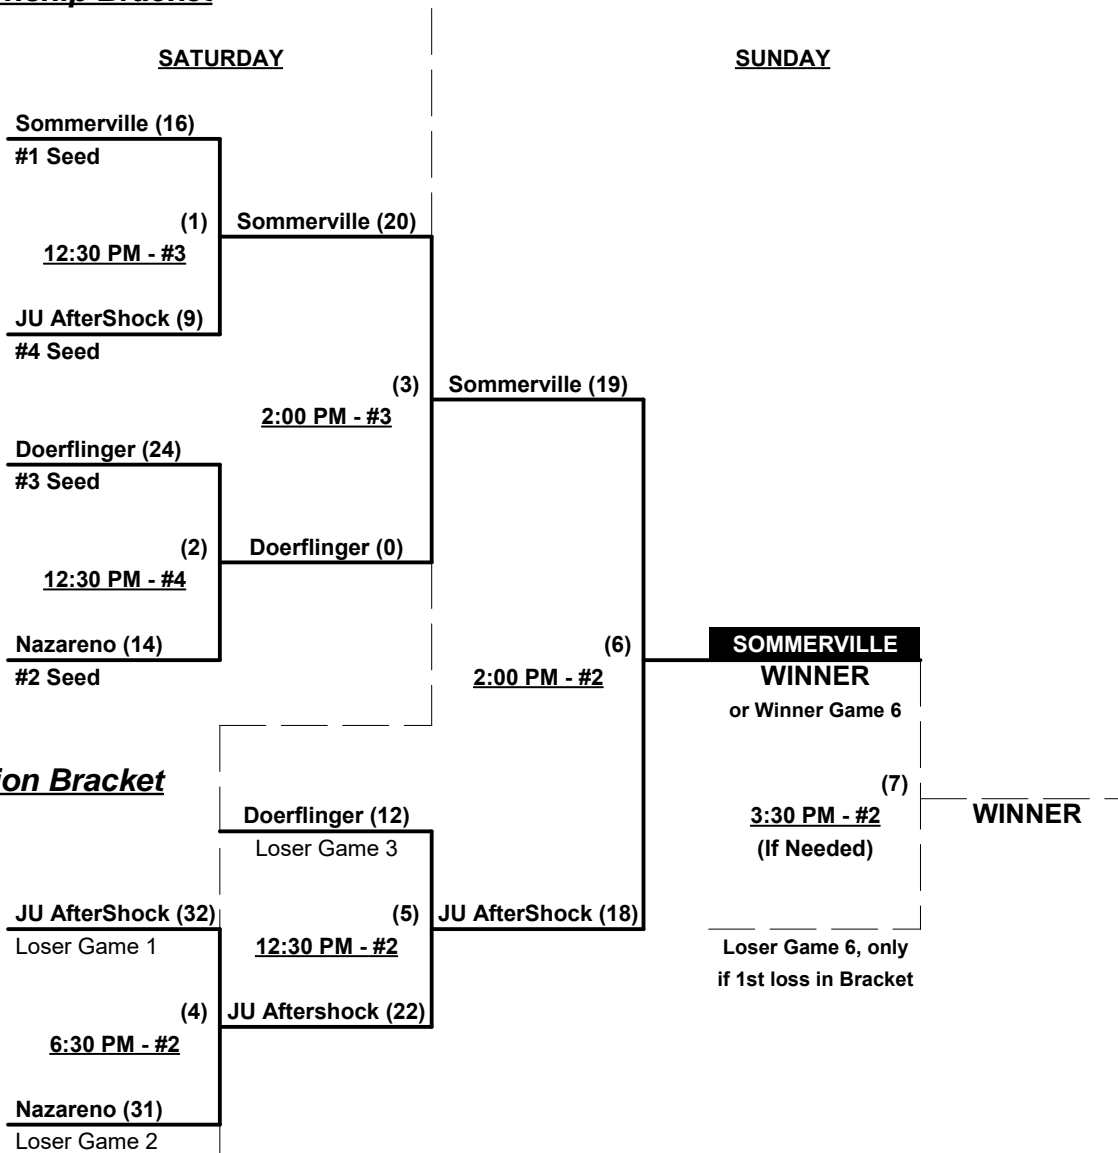 Bracket
SATURDAY
SUNDAY
Sommerville (16)
#1 Seed
(1)
Sommerville (20)
12:30 PM - #3
JU AfterShock (9)
#4 Seed
(3)
Sommerville (19)
2:00 PM - #3
Doerflinger (24)
#3 Seed
(2)
Doerflinger (0)
12:30 PM - #4
Nazareno (14)
#2 Seed
(6)
2:00 PM - #2
SOMMERVILLE
WINNER
or Winner Game 6
ion Bracket
(7)
3:30 PM - #2
(If Needed)
WINNER
Doerflinger (12)
Loser Game 3
JU AfterShock (32)
Loser Game 1
(5)
JU AfterShock (18)
12:30 PM - #2
Loser Game 6, only
if 1st loss in Bracket
(4)
JU Aftershock (22)
6:30 PM - #2
Nazareno (31)
Loser Game 2